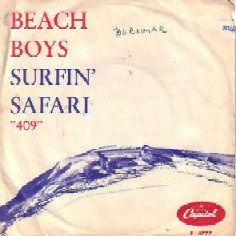 BEACH
BOYS
SURFIN'
SAFARI
"409"
Capitol